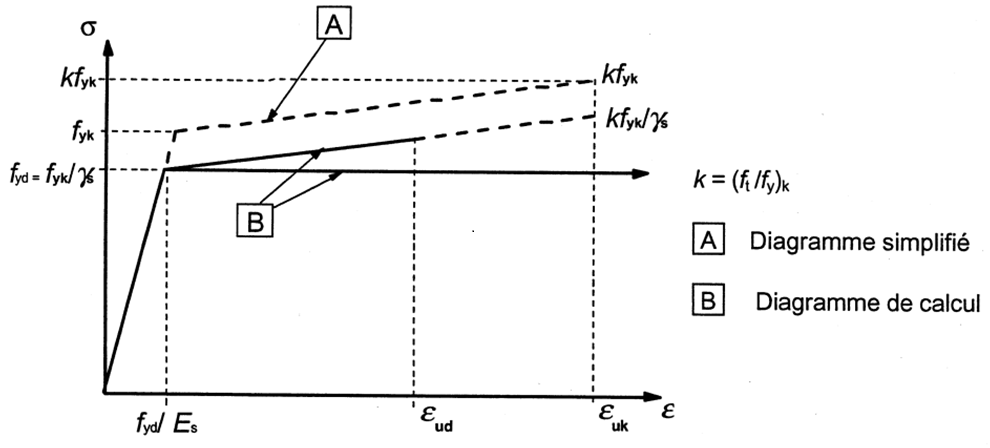 σ
A
kfyk
kfyk
fyk
kfyk/γs
fyd = fyk/γs
B
k = (ft/fy)k
A Diagramme simplifié
B Diagramme de calcul
fyd/ Es
εud
εuk
ε